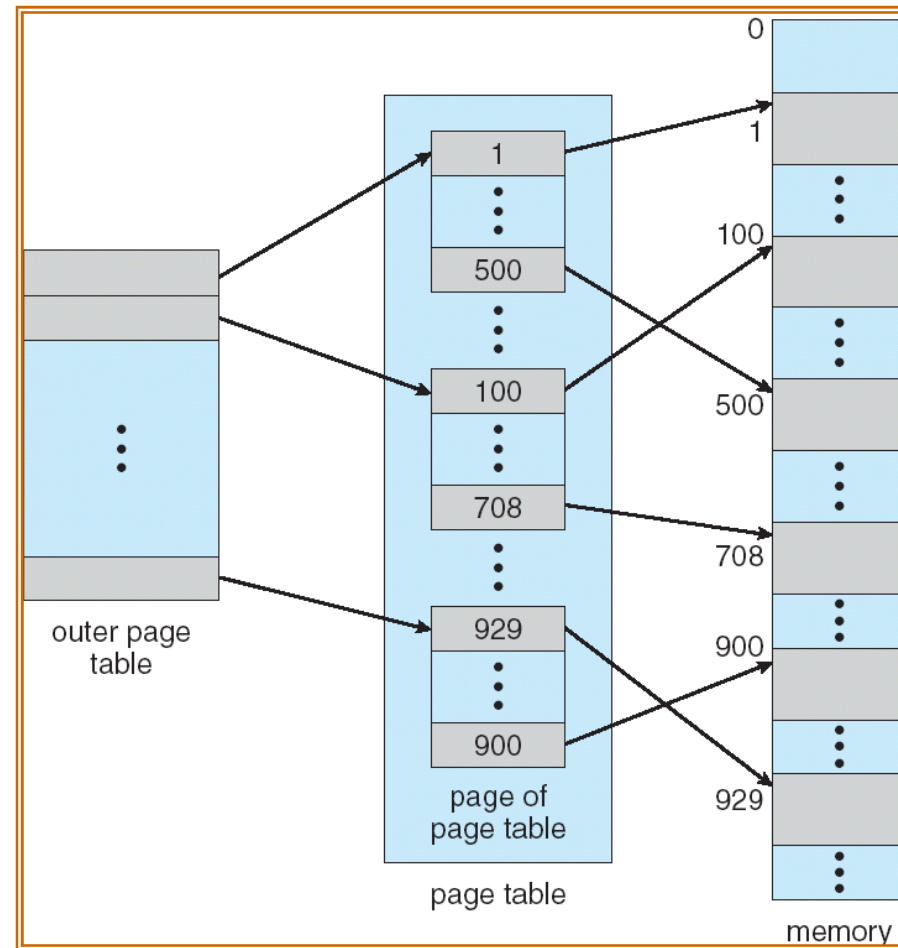 outer page
table
1
500
100
708
929
900
page of
page table
page table
0
1
100
500
708
900
929
memory